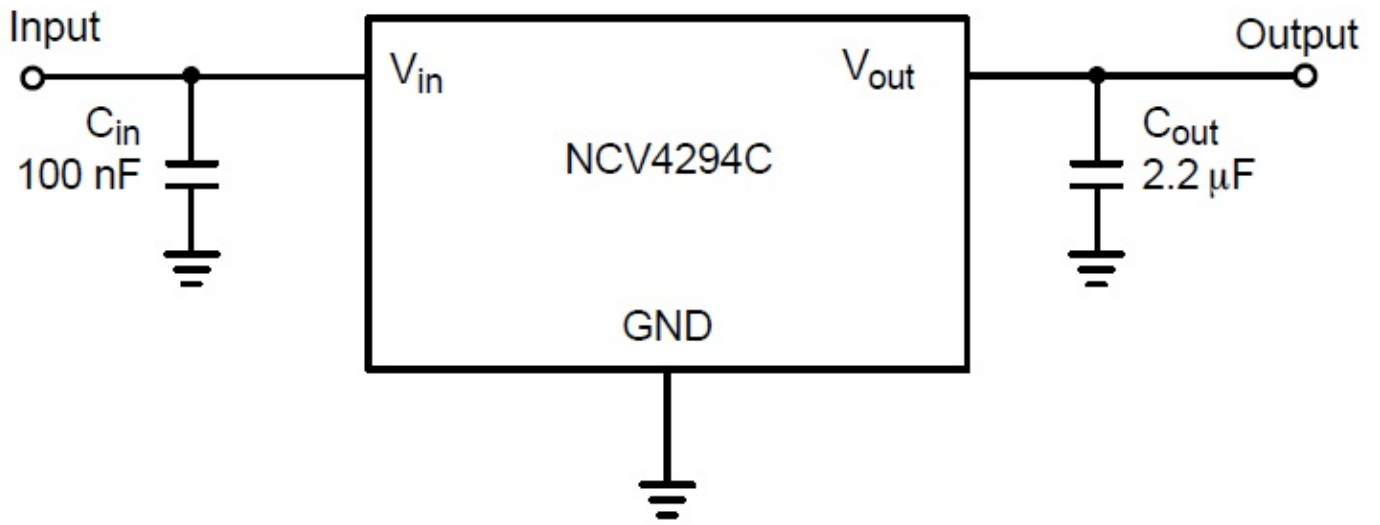 Input
Output
Vin
Vout
Cin
100 nF
NCV4294C
Cout
2.2 μF
GND